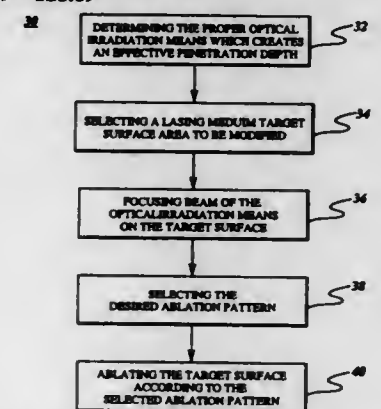 30
DETERMINING THE PROPER OPTICAL
IRRADIATION MEANS WHICH CREATES
AN EFFECTIVE PENETRATION DEPTH
32
SELECTING A LASING MEDUIM TARGET
SURFACE AREA TO BE MODIFIED
34
FOCUSING BEAM OF THE
OPTICALIRRADIATION MEANS
ON THE TARGET SURFACE
36
SELECTING THE
DESIRED ABLATION PATTERN
38
ABLATING THE TARGET SURFACE
ACCORDING TO THE
SELECTED ABLATION PATTERN
40